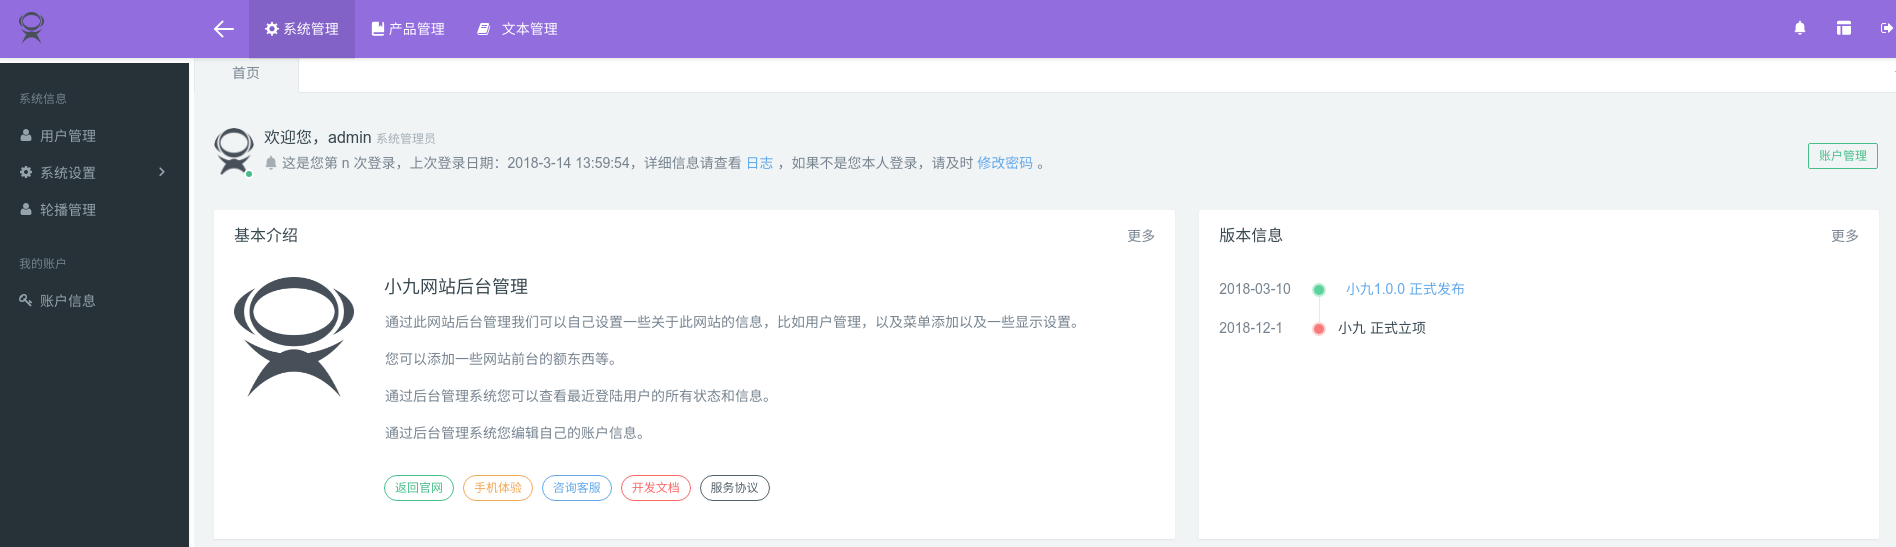 系统管理 产品管理 文本管理
首页
系统信息
用户管理
系统设置
轮播管理
我的账户
账户信息
欢迎您，admin 系统管理员
这是您第 n 次登录，上次登录日期：2018-3-14 13:59:54，详细信息请查看 日志 ，如果不是您本人登录，请及时 修改密码 。
账户管理
基本介绍 更多
小九网站后台管理
通过此网站后台管理我们可以自己设置一些关于此网站的信息，比如用户管理，以及菜单添加以及一些显示设置。
您可以添加一些网站前台的额东西等。
通过后台管理系统您可以查看最近登陆用户的所有状态和信息。
通过后台管理系统您编辑自己的账户信息。
返回官网 手机体验 咨询客服 开发文档 服务协议
版本信息 更多
2018-03-10 小九1.0.0 正式发布
2018-12-1 小九 正式立项